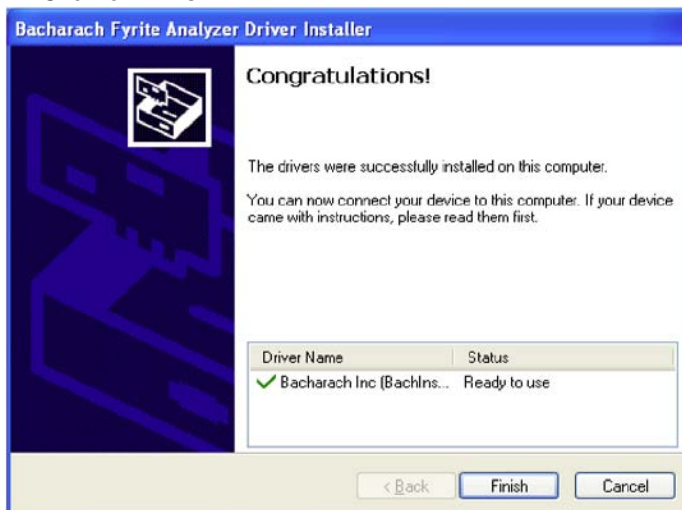 Bacharach Fyrite Analyzer Driver Installer
Congratulations!
The drivers were successfully installed on this computer.
You can now connect your device to this computer. If your device
came with instructions, please read them first.
Driver Name Status
Bacharach Inc (BachIns... Ready to use
< Back Finish Cancel